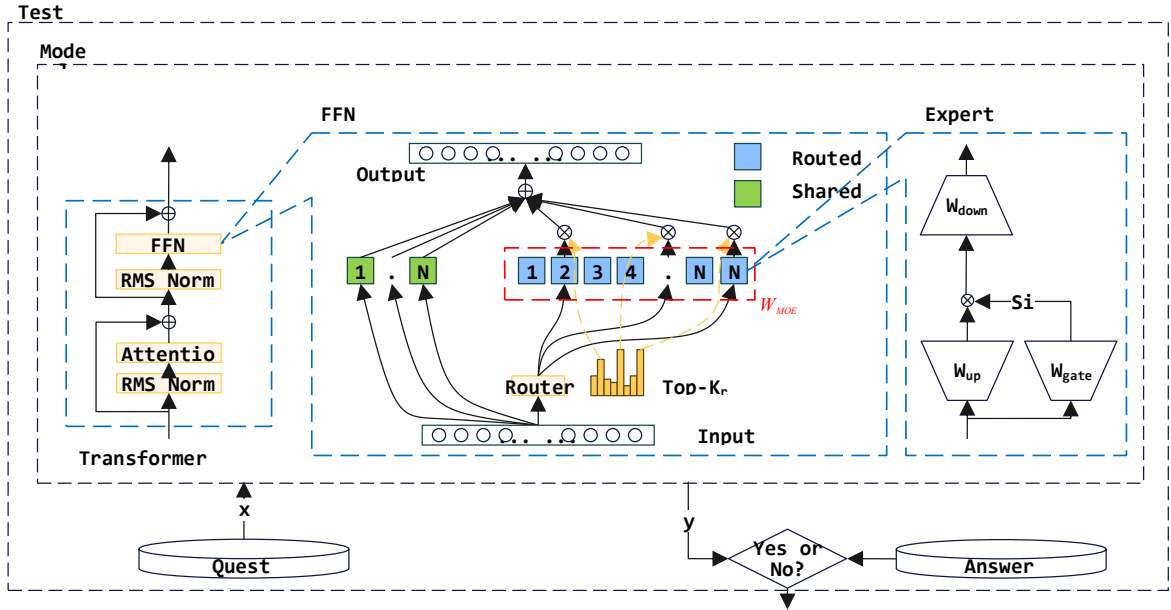 Test
Mode
FFN
Expert
Output
... ...
Routed
Shared
W_down
FFN
RMS Norm
1
.
N
1
2
3
4
.
N
N
W_MOE
Si
Attentio
RMS Norm
Router
Top-K_r
W_up
W_gate
... ...
Input
Transformer
x
y
Quest
Yes or
No?
Answer